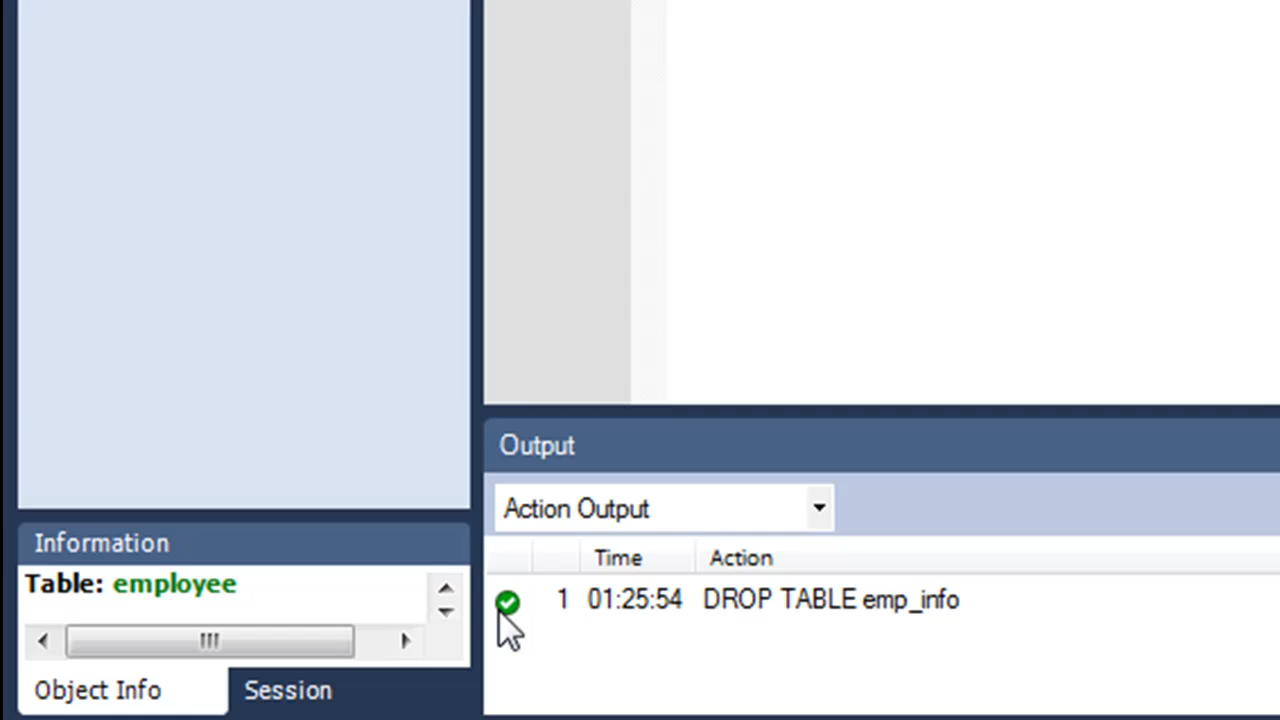 Output
Action Output
Time Action
1 01:25:54 DROP TABLE emp_info
Information
Table: employee
Object Info Session